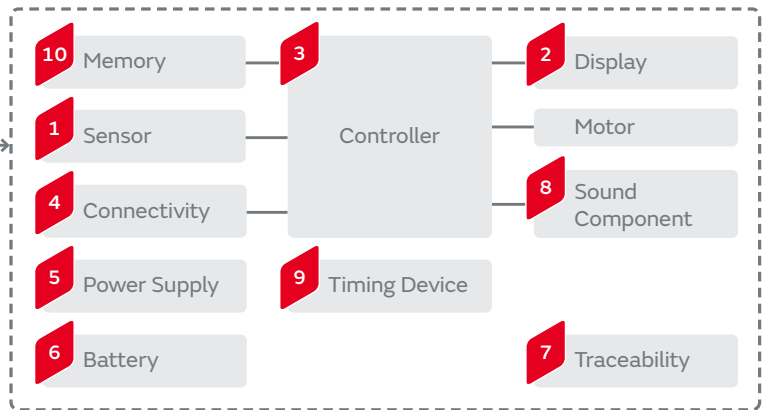 10 Memory
3
Controller
2 Display
1 Sensor
Motor
4 Connectivity
8 Sound
Component
5 Power Supply
9 Timing Device
6 Battery
7 Traceability